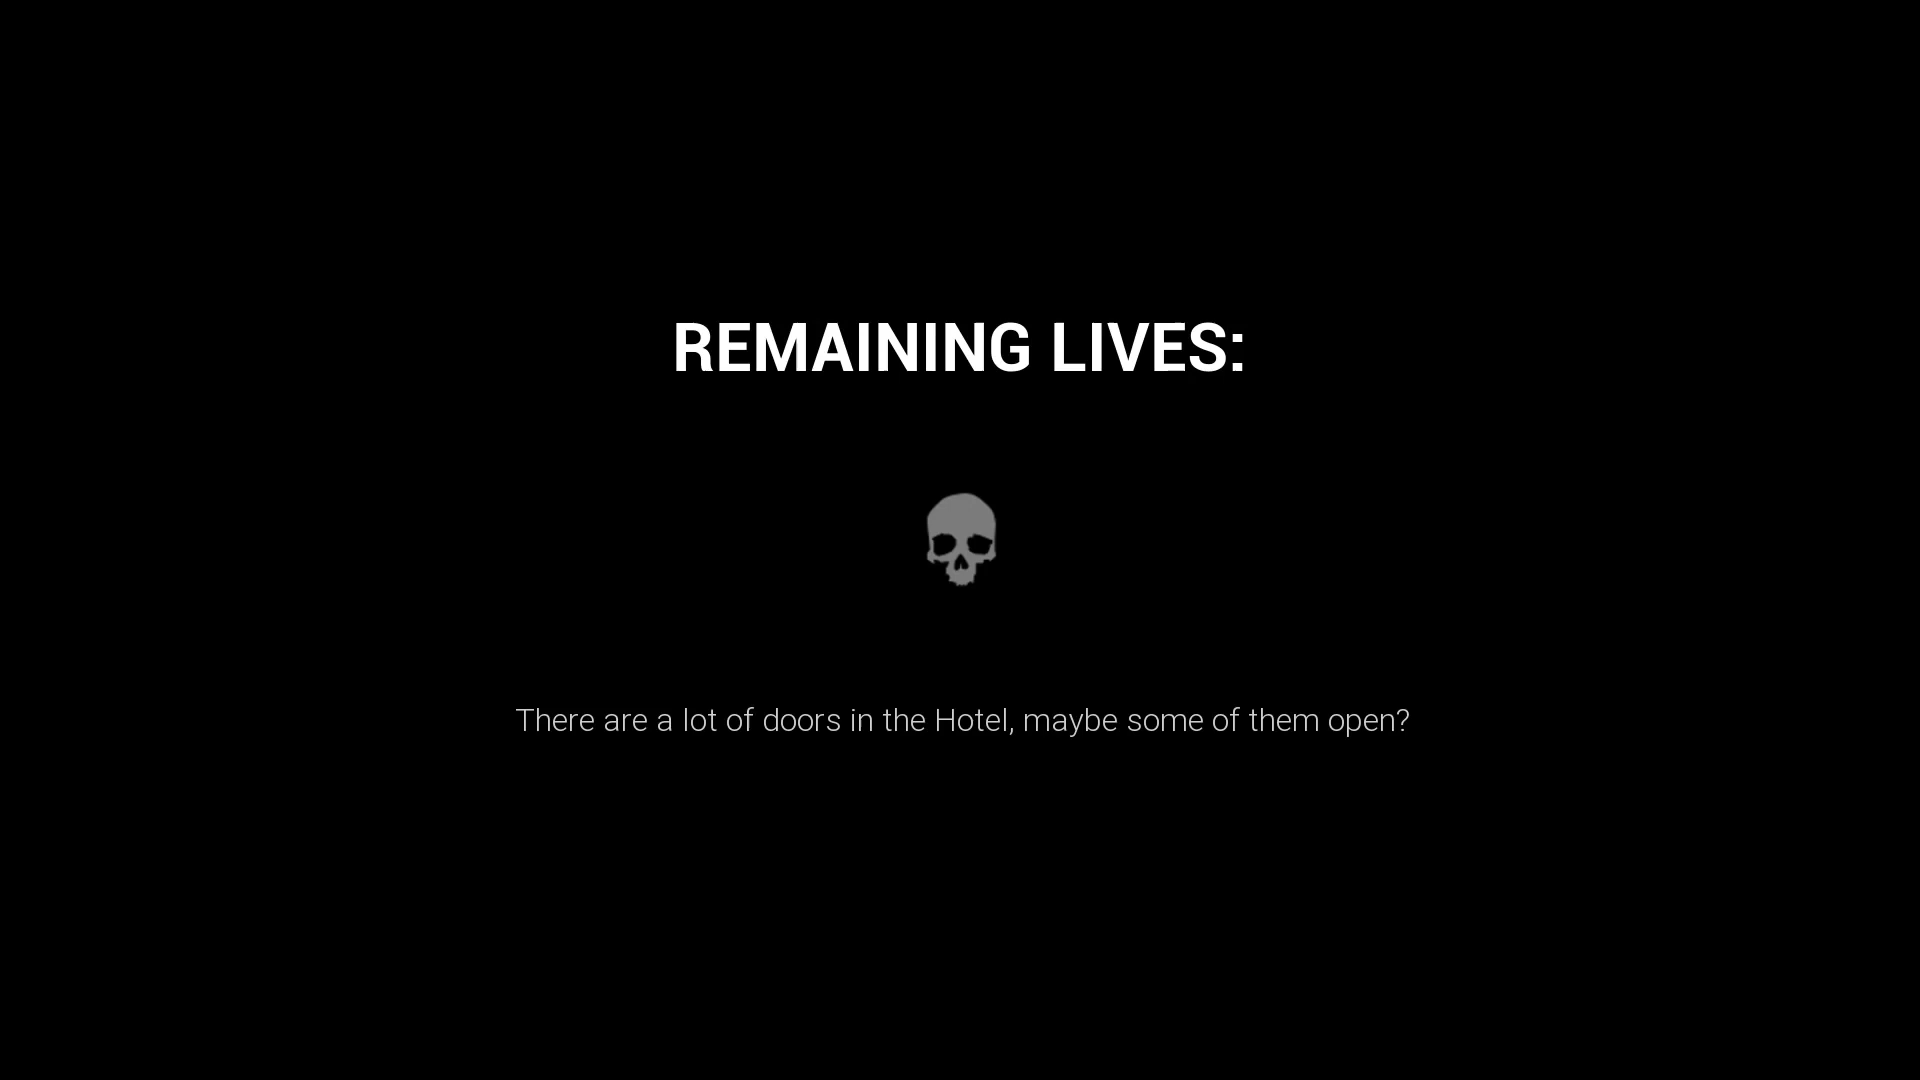 REMAINING LIVES:
There are a lot of doors in the Hotel, maybe some of them open?